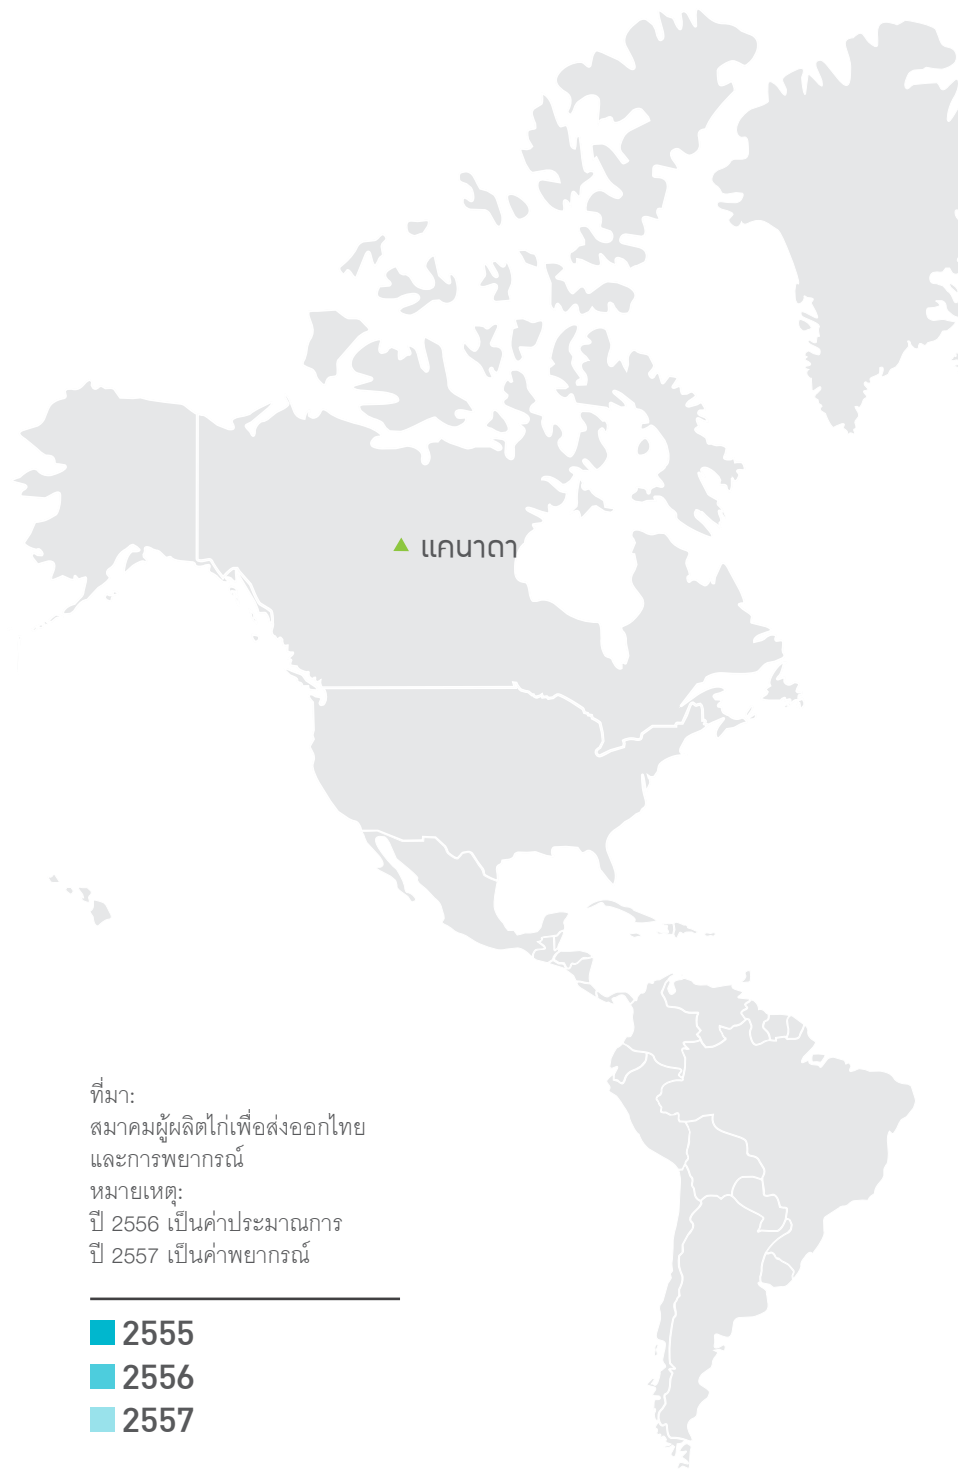 ▲ แคนาดา
ที่มา:
สมาคมผู้ผลิตไก่เพื่อส่งออกไทย
และการพยากรณ์
หมายเหตุ:
ปี 2556 เป็นค่าประมาณการ
ปี 2557 เป็นค่าพยากรณ์
2555
2556
2557